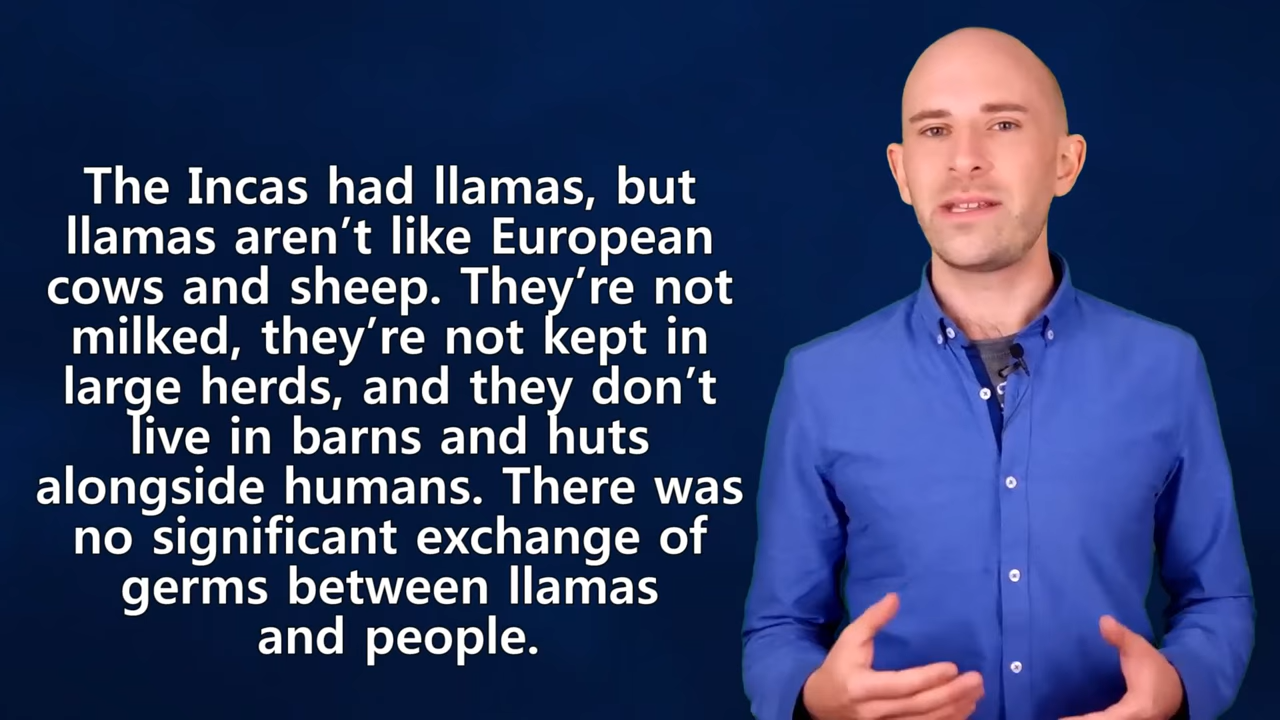 The Incas had llamas, but
llamas aren’t like European
cows and sheep. They’re not
milked, they’re not kept in
large herds, and they don’t
live in barns and huts
alongside humans. There was
no significant exchange of
germs between llamas
and people.